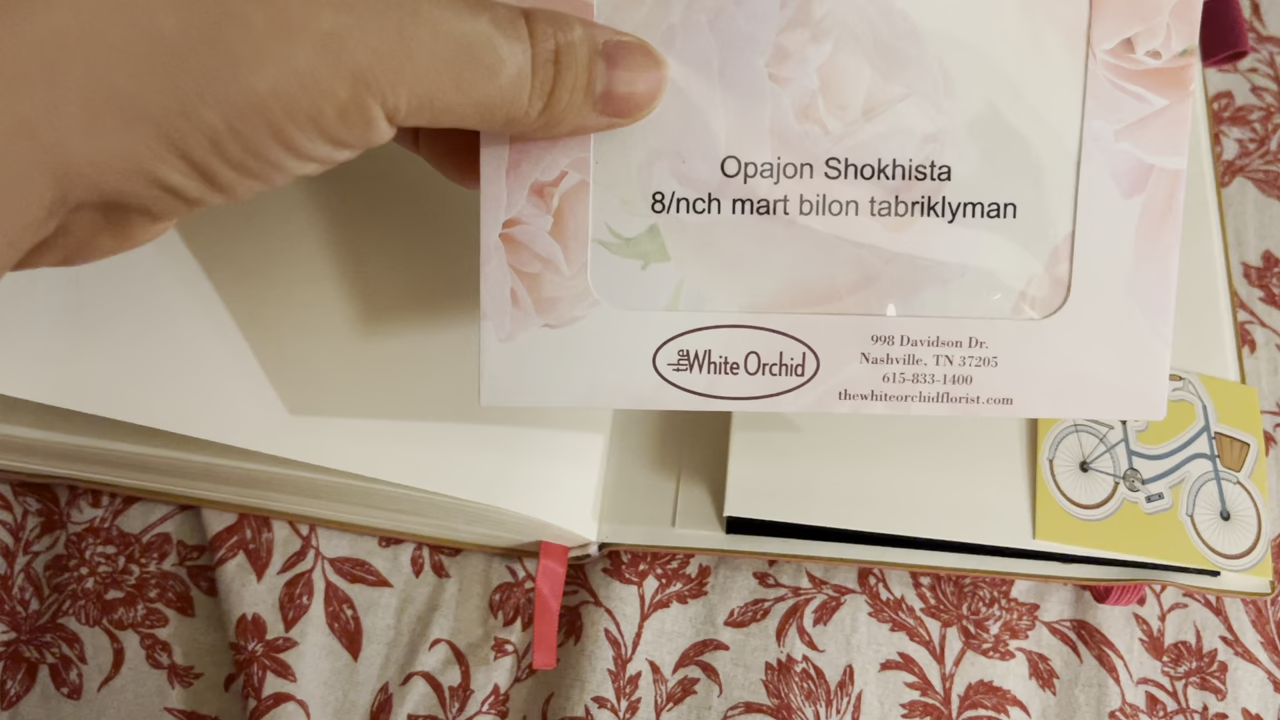 Opajon Shokhista
8/nch mart bilon tabriklyman
the White Orchid
998 Davidson Dr.
Nashville, TN 37205
615-833-1400
thewhiteorchidflorist.com